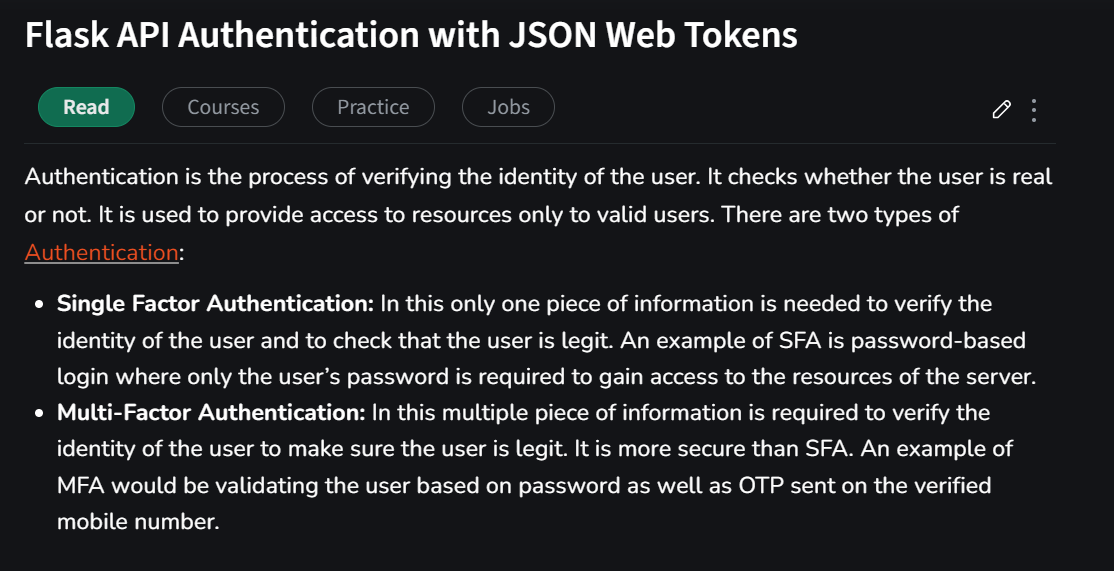 Flask API Authentication with JSON Web Tokens
Read Courses Practice Jobs
Authentication is the process of verifying the identity of the user. It checks whether the user is real
or not. It is used to provide access to resources only to valid users. There are two types of
Authentication:
• Single Factor Authentication: In this only one piece of information is needed to verify the
identity of the user and to check that the user is legit. An example of SFA is password-based
login where only the user’s password is required to gain access to the resources of the server.
• Multi-Factor Authentication: In this multiple piece of information is required to verify the
identity of the user to make sure the user is legit. It is more secure than SFA. An example of
MFA would be validating the user based on password as well as OTP sent on the verified
mobile number.